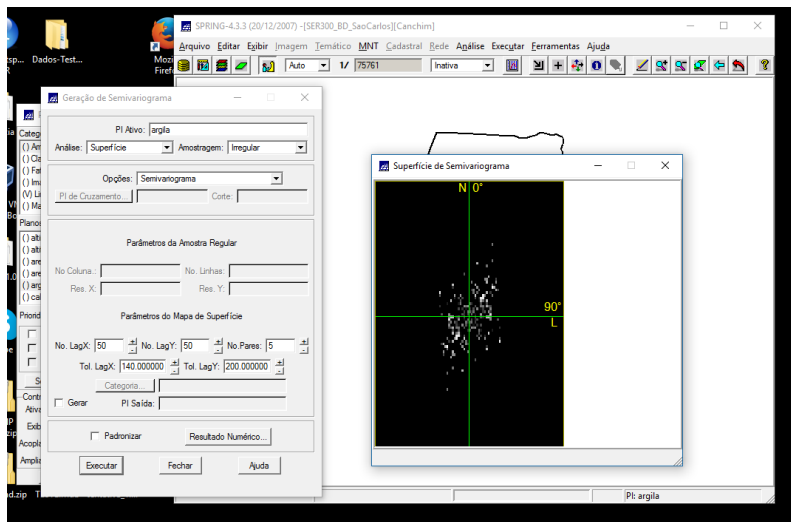 SPRING-4.3.3 (20/12/2007) -[SER300_BD_SaoCarlos][Canchim]
Arquivo Editar Exibir Imagem Temático MNT Cadastral Rede Análise Executar Ferramentas Ajuda
Auto 1/ 75761 Inativa
Dados-Test...
Geração de Semivariograma
PI Ativo: argila
Análise: Superfície Amostragem: Irregular
Opções: Semivariograma
PI de Cruzamento... Corte:
Parâmetros da Amostra Regular
No Coluna.: No. Linhas:
Res. X: Res. Y:
Parâmetros do Mapa de Superfície
No. LagX: 50 No. LagY: 50 No.Pares: 5
Tol. LagX: 140.000000 Tol. LagY: 200.000000
Categoria...
Gerar PI Saída:
Padronizar Resultado Numérico...
Executar Fechar Ajuda
Superfície de Semivariograma
N 0°
90°
L
PI: argila